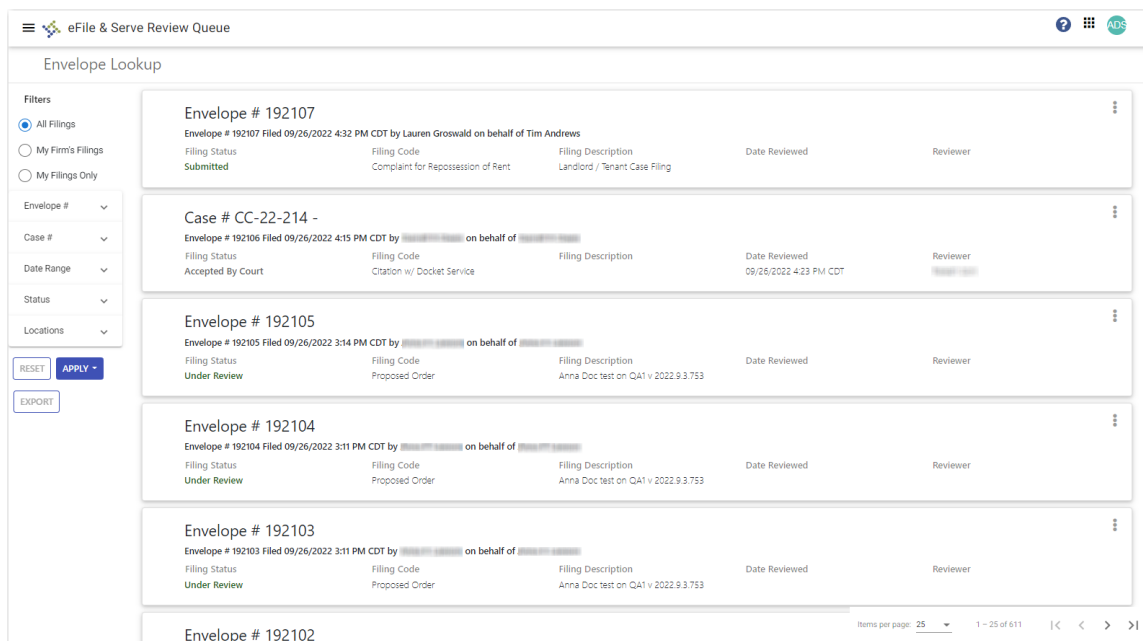 eFile & Serve Review Queue
ADS
Envelope Lookup
Filters
All Filings
My Firm's Filings
My Filings Only
Envelope #
Case #
Date Range
Status
Locations
RESET
APPLY
EXPORT
Envelope # 192107
Envelope # 192107 Filed 09/26/2022 4:32 PM CDT by Lauren Groswald on behalf of Tim Andrews
Filing Status Filing Code Filing Description Date Reviewed Reviewer
Submitted Complaint for Repossession of Rent Landlord / Tenant Case Filing
Case # CC-22-214 -
Envelope # 192106 Filed 09/26/2022 4:15 PM CDT by on behalf of
Filing Status Filing Code Filing Description Date Reviewed Reviewer
Accepted By Court Citation w/ Docket Service 09/26/2022 4:23 PM CDT
Envelope # 192105
Envelope # 192105 Filed 09/26/2022 3:14 PM CDT by on behalf of
Filing Status Filing Code Filing Description Date Reviewed Reviewer
Under Review Proposed Order Anna Doc test on QA1 v 2022.9.3.753
Envelope # 192104
Envelope # 192104 Filed 09/26/2022 3:11 PM CDT by on behalf of
Filing Status Filing Code Filing Description Date Reviewed Reviewer
Under Review Proposed Order Anna Doc test on QA1 v 2022.9.3.753
Envelope # 192103
Envelope # 192103 Filed 09/26/2022 3:11 PM CDT by on behalf of
Filing Status Filing Code Filing Description Date Reviewed Reviewer
Under Review Proposed Order Anna Doc test on QA1 v 2022.9.3.753
Envelope # 192102
Items per page: 25 1 – 25 of 611